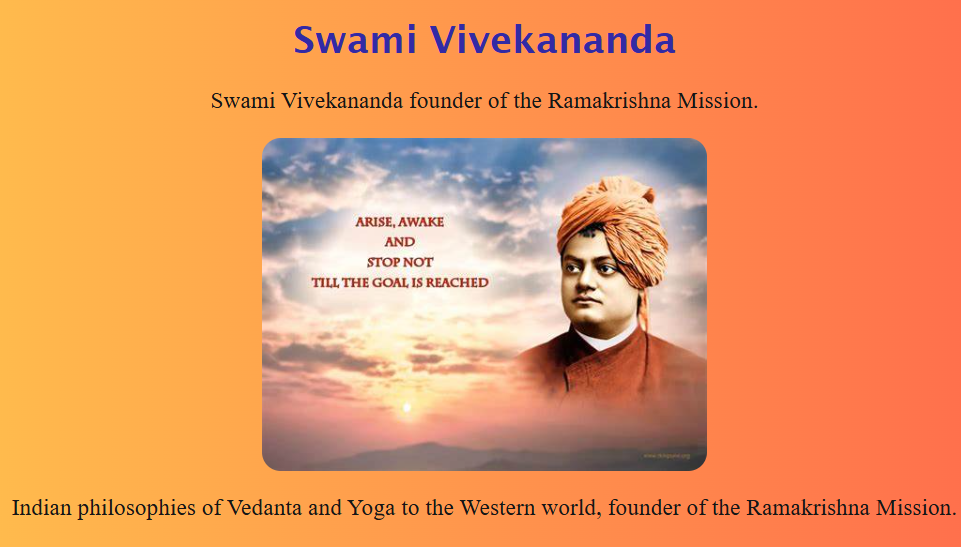 Swami Vivekananda
Swami Vivekananda founder of the Ramakrishna Mission.
ARISE, AWAKE
AND
STOP NOT
TILL THE GOAL IS REACHED
Indian philosophies of Vedanta and Yoga to the Western world, founder of the Ramakrishna Mission.